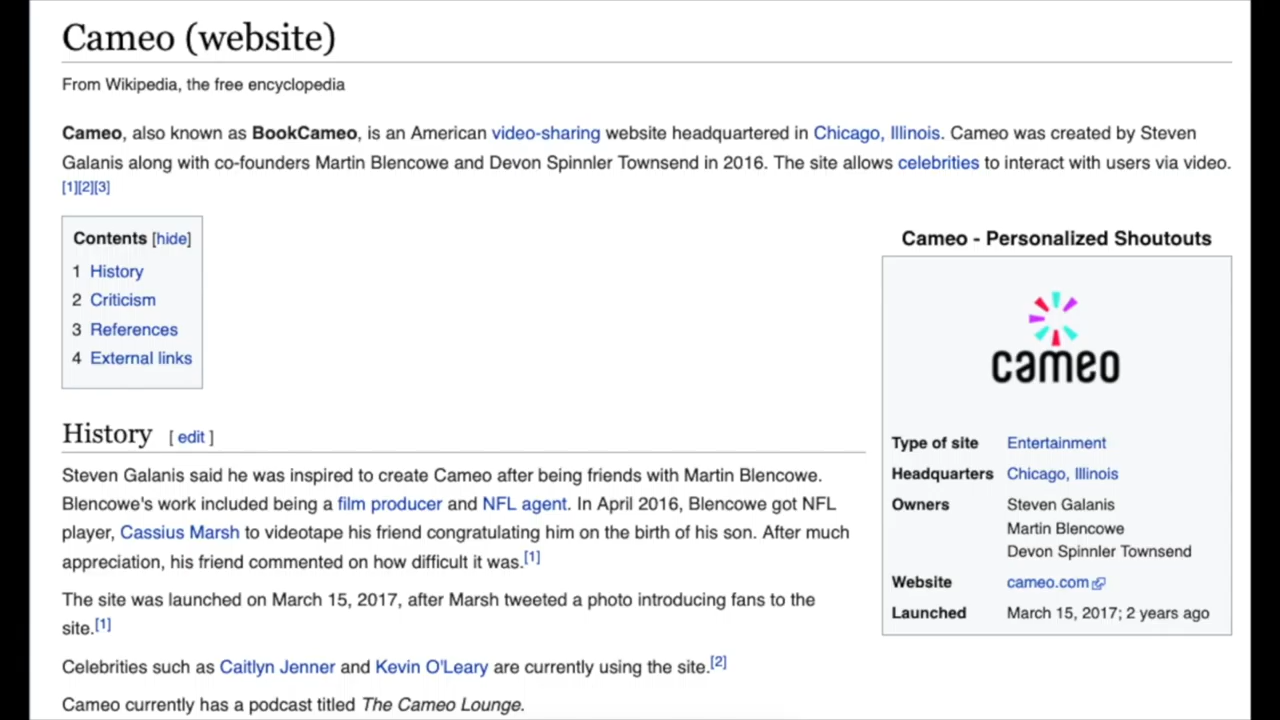 Cameo (website)
From Wikipedia, the free encyclopedia
Cameo, also known as BookCameo, is an American video-sharing website headquartered in Chicago, Illinois. Cameo was created by Steven
Galanis along with co-founders Martin Blencowe and Devon Spinnler Townsend in 2016. The site allows celebrities to interact with users via video.
[1][2][3]
Contents [hide]
1 History
2 Criticism
3 References
4 External links
Cameo - Personalized Shoutouts
cameo
Type of site Entertainment
Headquarters Chicago, Illinois
Owners Steven Galanis
Martin Blencowe
Devon Spinnler Townsend
Website cameo.com
Launched March 15, 2017; 2 years ago
History [ edit ]
Steven Galanis said he was inspired to create Cameo after being friends with Martin Blencowe.
Blencowe's work included being a film producer and NFL agent. In April 2016, Blencowe got NFL
player, Cassius Marsh to videotape his friend congratulating him on the birth of his son. After much
appreciation, his friend commented on how difficult it was.[1]
The site was launched on March 15, 2017, after Marsh tweeted a photo introducing fans to the
site.[1]
Celebrities such as Caitlyn Jenner and Kevin O'Leary are currently using the site.[2]
Cameo currently has a podcast titled The Cameo Lounge.